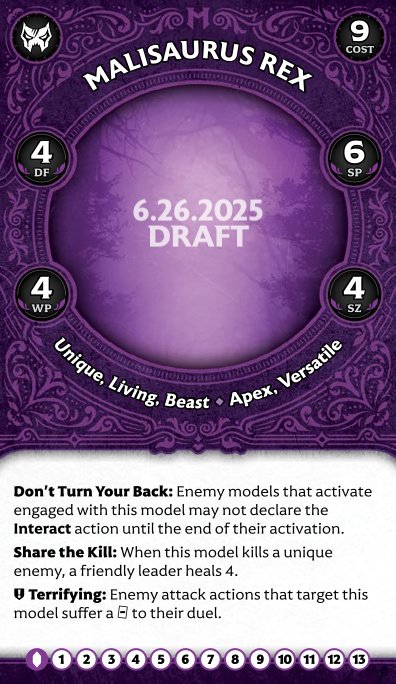 MALISAURUS REX
9
COST
4
DF
6
SP
6.26.2025
DRAFT
4
WP
4
SZ
Unique, Living, Beast ⬥ Apex, Versatile
Don't Turn Your Back: Enemy models that activate
engaged with this model may not declare the
Interact action until the end of their activation.
Share the Kill: When this model kills a unique
enemy, a friendly leader heals 4.
Terrifying: Enemy attack actions that target this
model suffer a to their duel.
1 2 3 4 5 6 7 8 9 10 11 12 13